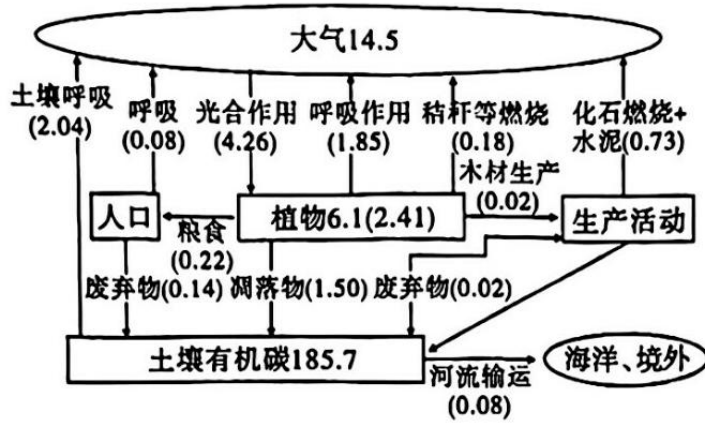 大气14.5
土壤呼吸
(2.04)
呼吸
(0.08)
光合作用
(4.26)
呼吸作用
(1.85)
秸秆等燃烧
(0.18)
化石燃烧+
水泥(0.73)
木材生产
(0.02)
人口
植物6.1(2.41)
生产活动
粮食
(0.22)
废弃物(0.14)
凋落物(1.50)
废弃物(0.02)
土壤有机碳185.7
河流输运
(0.08)
海洋、境外